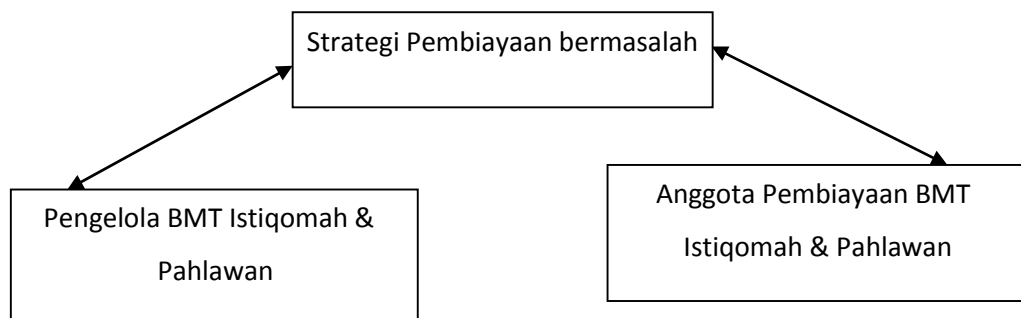 Strategi Pembiayaan bermasalah
Pengelola BMT Istiqomah &
Pahlawan
Anggota Pembiayaan BMT
Istiqomah & Pahlawan